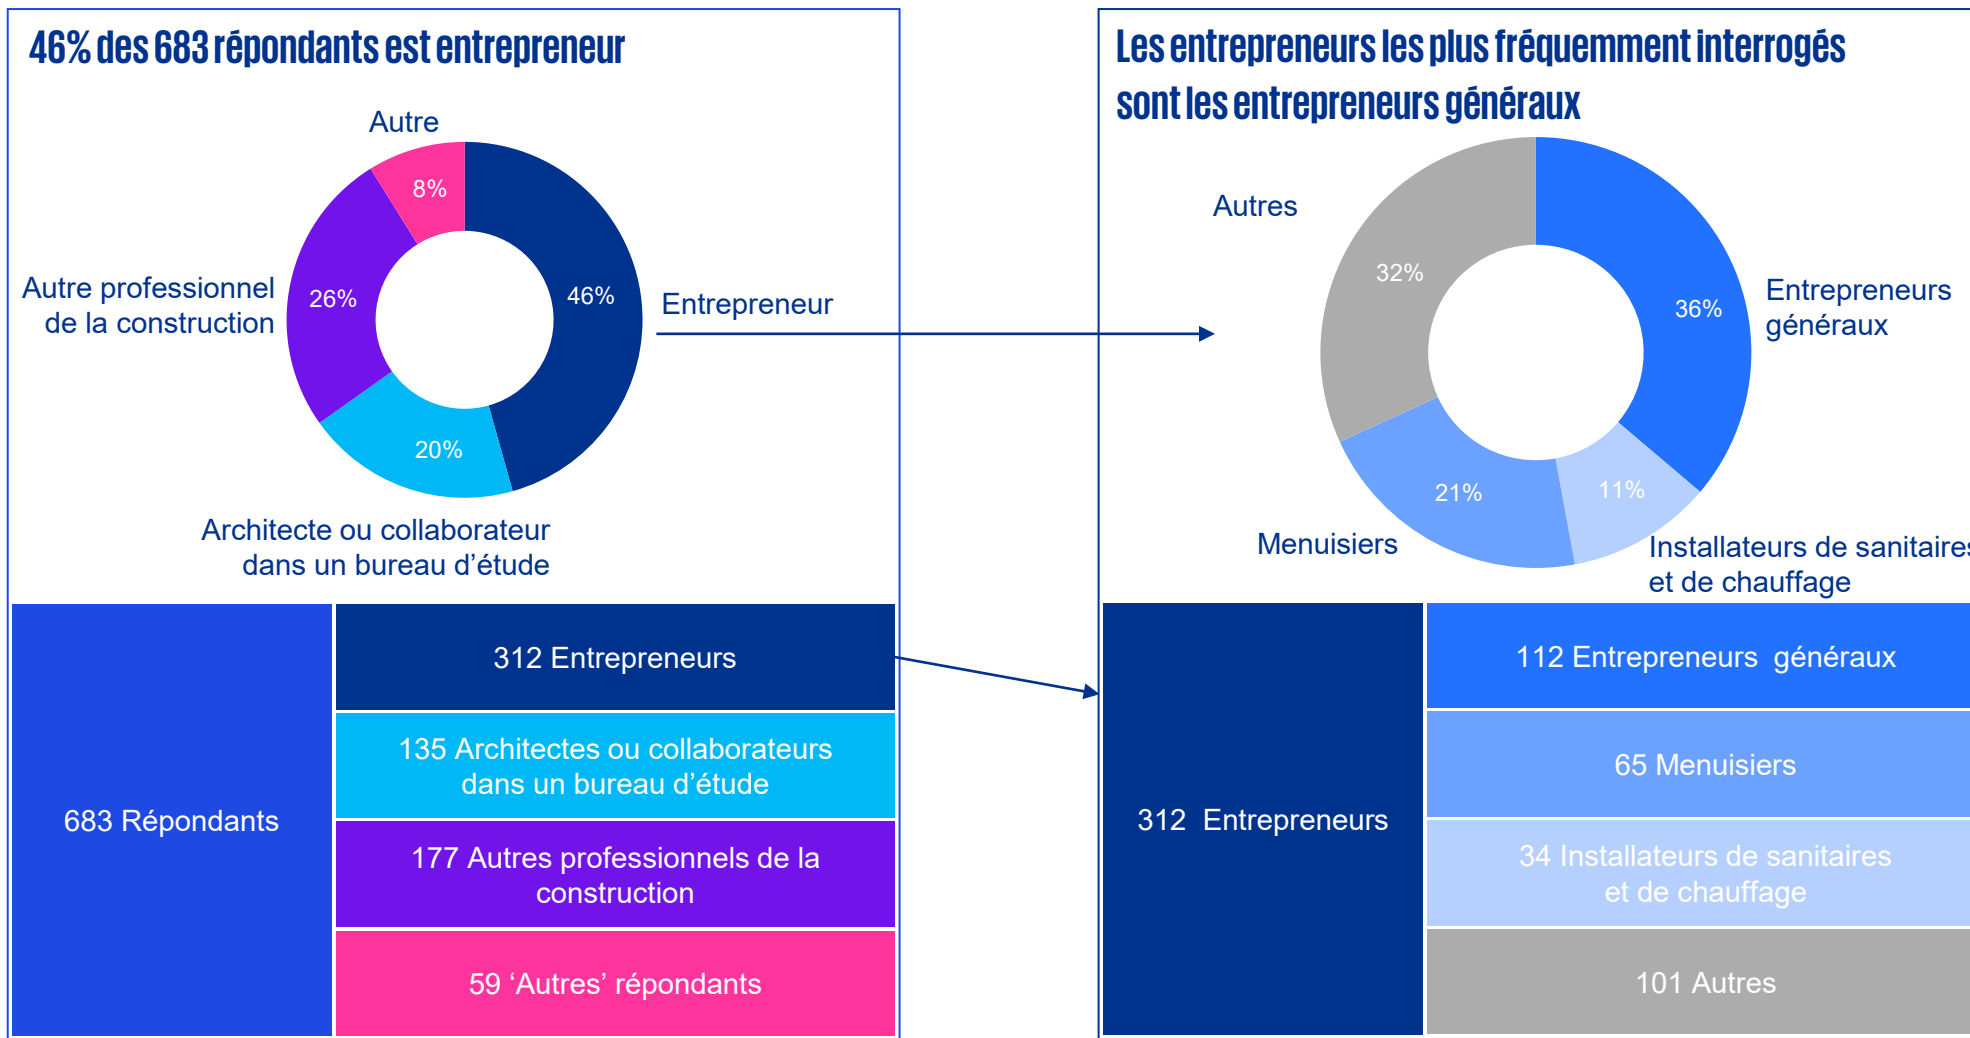 46% des 683 répondants est entrepreneur
Autre
8%
46%
26%
20%
Autre professionnel
de la construction
Entrepreneur
Architecte ou collaborateur
dans un bureau d’étude
683 Répondants
312 Entrepreneurs
135 Architectes ou collaborateurs
dans un bureau d’étude
177 Autres professionnels de la
construction
59 ‘Autres’ répondants
Les entrepreneurs les plus fréquemment interrogés
sont les entrepreneurs généraux
Autres
32%
36%
21%
11%
Entrepreneurs
généraux
Menuisiers
Installateurs de sanitaires
et de chauffage
312 Entrepreneurs
112 Entrepreneurs généraux
65 Menuisiers
34 Installateurs de sanitaires
et de chauffage
101 Autres